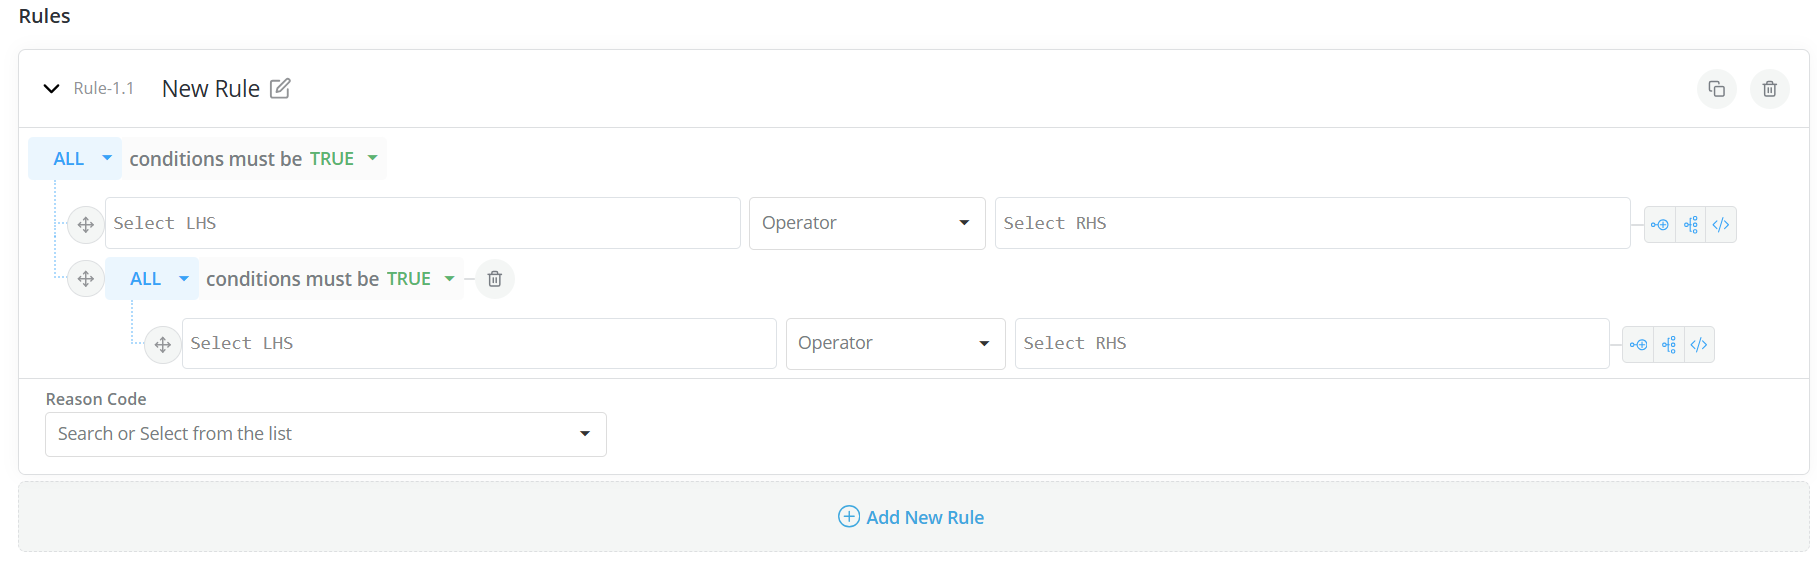 Rules
Rule-1.1 New Rule
ALL conditions must be TRUE
Select LHS Operator Select RHS </>
ALL conditions must be TRUE
Select LHS Operator Select RHS </>
Reason Code
Search or Select from the list
Add New Rule